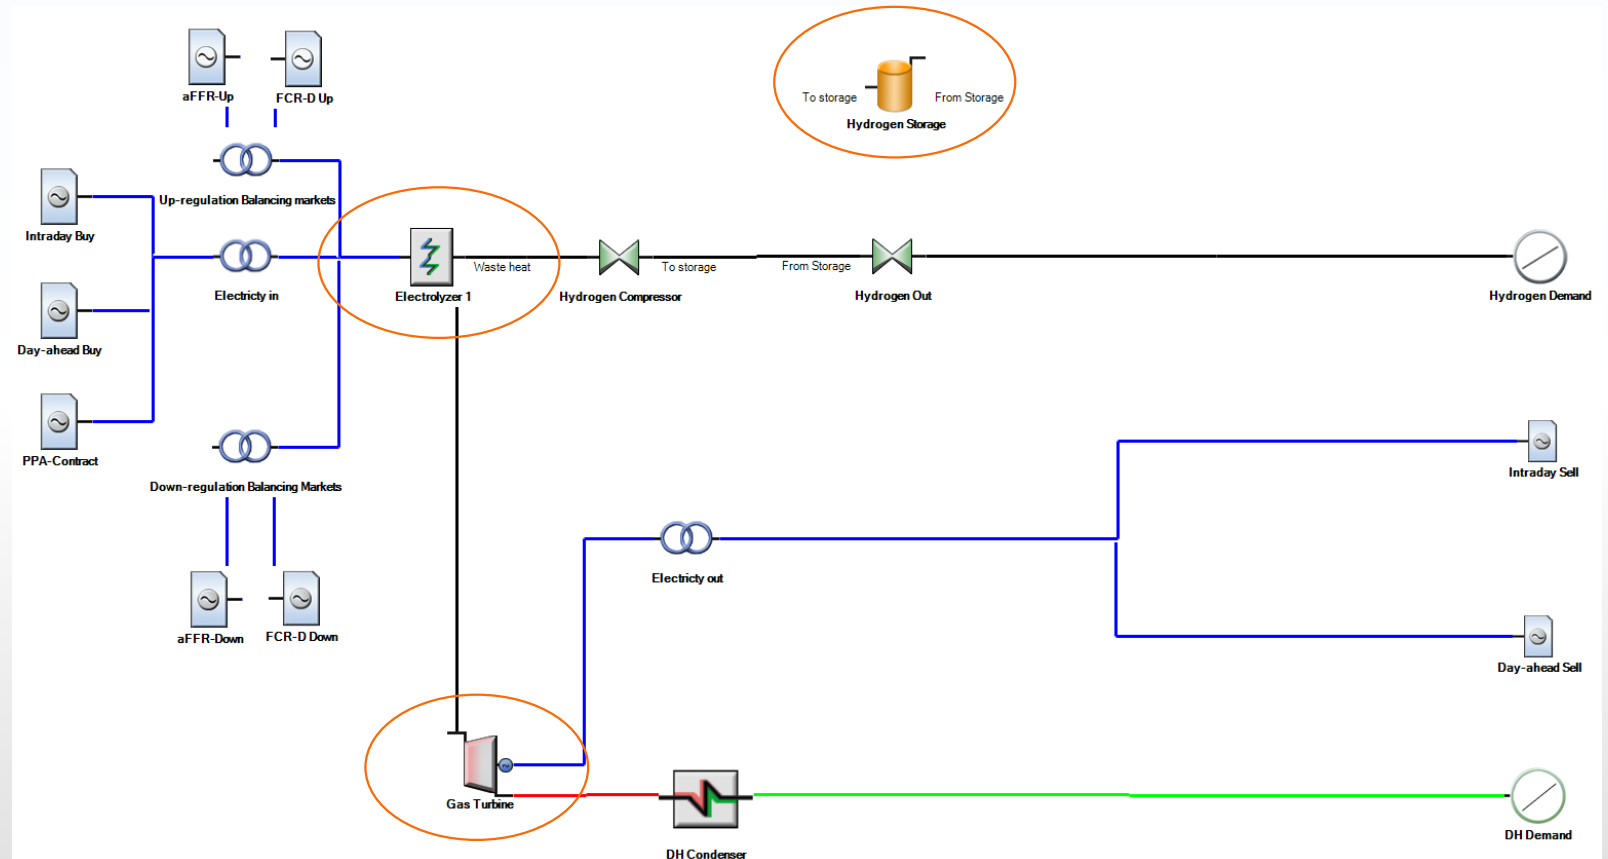 aFFR-Up
FCR-D Up
To storage
From Storage
Hydrogen Storage
Up-regulation Balancing markets
Intraday Buy
Waste heat
To storage
From Storage
Electricty in
Electrolyzer 1
Hydrogen Compressor
Hydrogen Out
Hydrogen Demand
Day-ahead Buy
PPA-Contract
Down-regulation Balancing Markets
Intraday Sell
Electricty out
aFFR-Down
FCR-D Down
Day-ahead Sell
Gas Turbine
DH Demand
DH Condenser